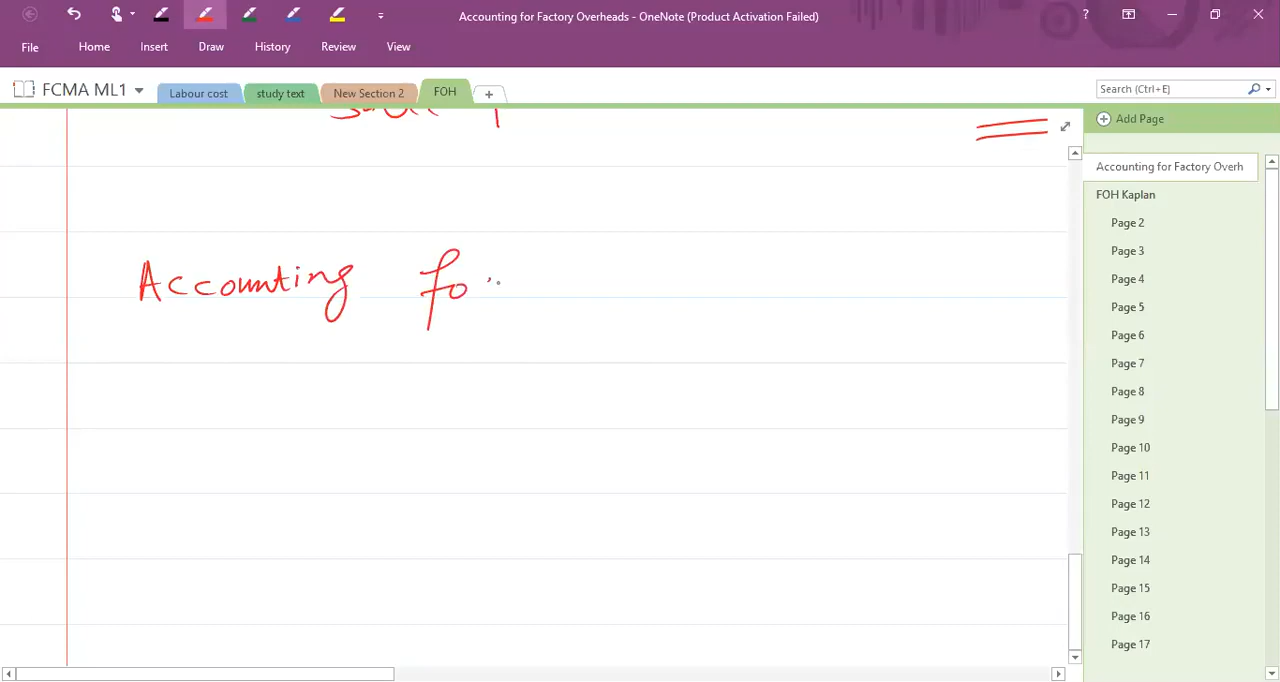 Accounting for Factory Overheads - OneNote (Product Activation Failed)
?
File Home Insert Draw History Review View
FCMA ML1 Labour cost study text New Section 2 FOH + Search (Ctrl+E)
Add Page
Accounting for Factory Overh
FOH Kaplan
Page 2
Page 3
Page 4
Page 5
Page 6
Page 7
Page 8
Page 9
Page 10
Page 11
Page 12
Page 13
Page 14
Page 15
Page 16
Page 17
Accounting fo